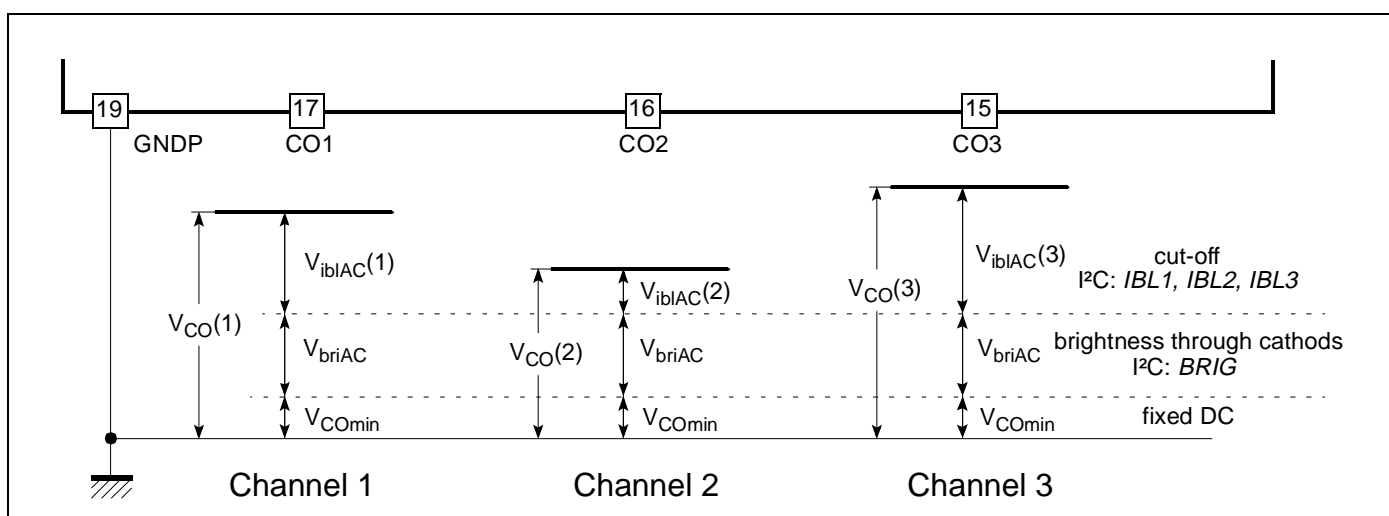 19 17 16 15
GNDP CO1 CO2 CO3
V_iblAC(1) V_iblAC(2) V_iblAC(3) cut-off
I²C: IBL1, IBL2, IBL3
V_CO(1) V_CO(2) V_CO(3)
V_briAC V_briAC V_briAC brightness through cathods
I²C: BRIG
V_COmin V_COmin V_COmin fixed DC
Channel 1 Channel 2 Channel 3